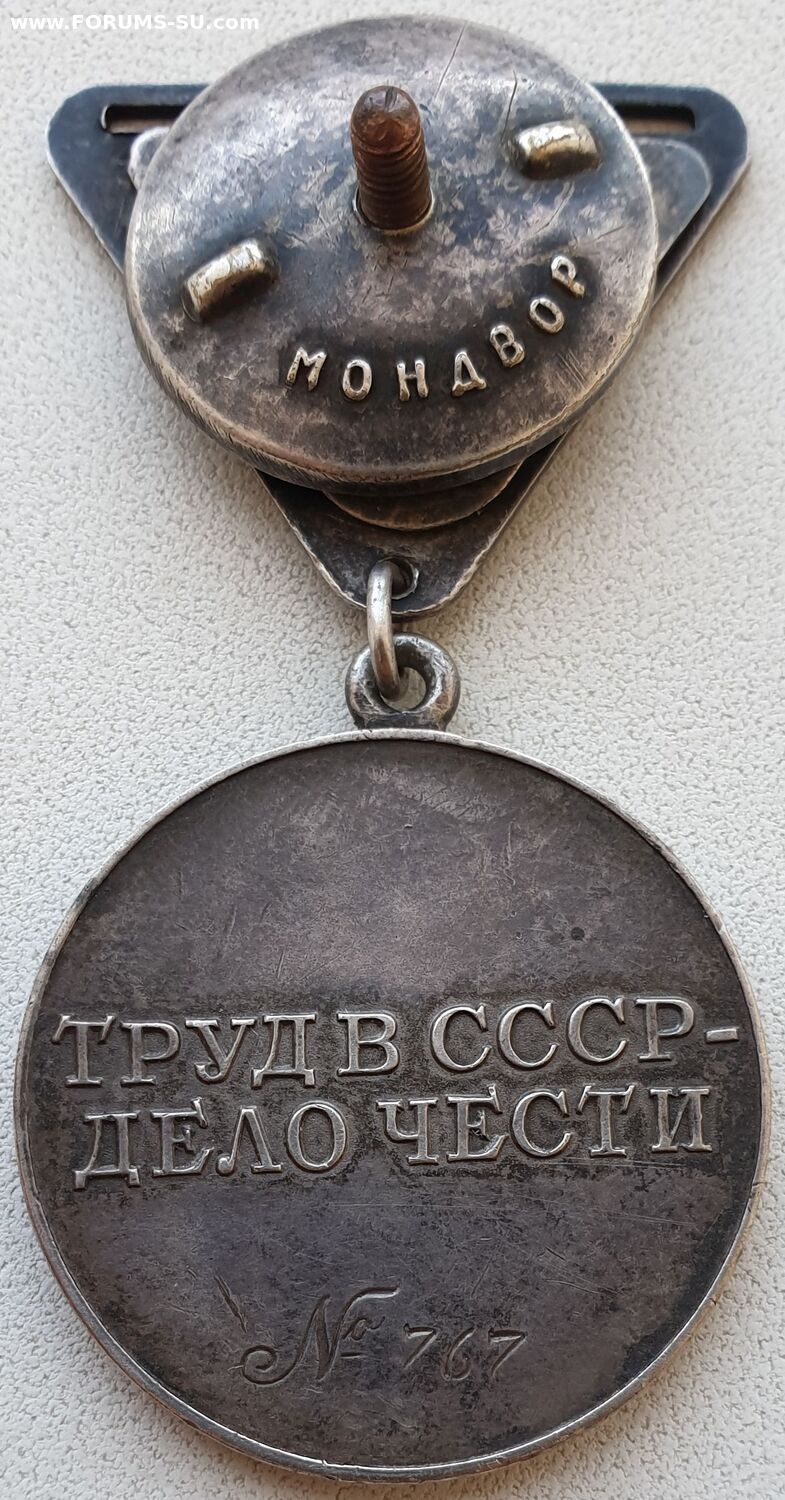 www.FORUMS-SU.com
МОНДВОР
ТРУД В СССР-
ДЕЛО ЧЕСТИ
№ 767